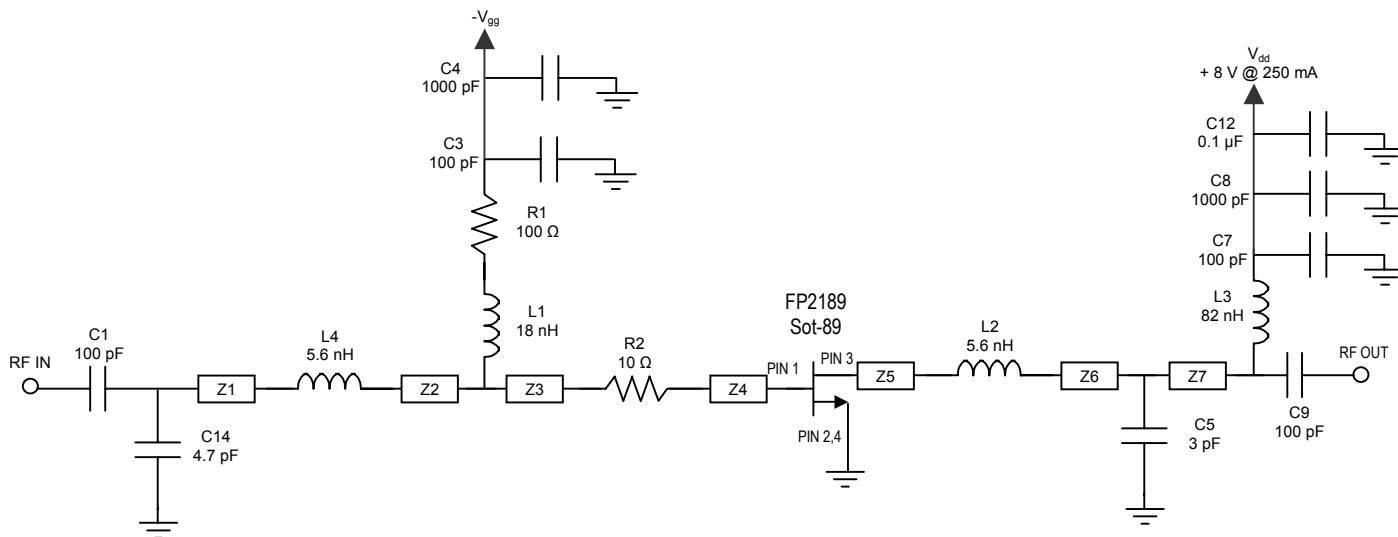 -Vgg
C4
1000 pF
C3
100 pF
R1
100 Ω
L1
18 nH
Vdd
+ 8 V @ 250 mA
C12
0.1 µF
C8
1000 pF
C7
100 pF
L3
82 nH
FP2189
Sot-89
RF IN
C1
100 pF
L4
5.6 nH
R2
10 Ω
PIN 1
PIN 3
L2
5.6 nH
RF OUT
Z1
Z2
Z3
Z4
Z5
Z6
Z7
C14
4.7 pF
PIN 2,4
C5
3 pF
C9
100 pF